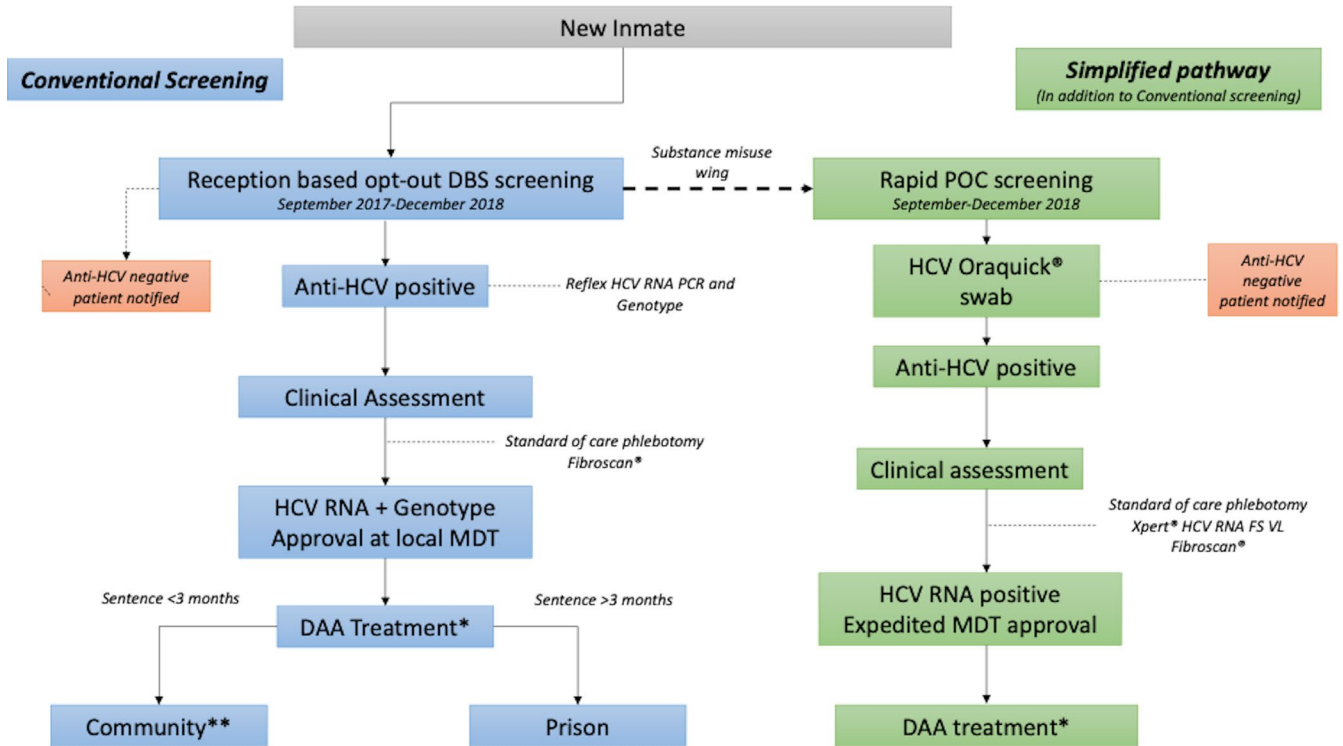 New Inmate
Conventional Screening
Simplified pathway
(In addition to Conventional screening)
Reception based opt-out DBS screening
September 2017-December 2018
Substance misuse
wing
Rapid POC screening
September-December 2018
Anti-HCV negative
patient notified
Anti-HCV positive
Reflex HCV RNA PCR and
Genotype
HCV Oraquick®
swab
Anti-HCV
negative
patient notified
Anti-HCV positive
Clinical Assessment
Standard of care phlebotomy
Fibroscan®
Clinical assessment
HCV RNA + Genotype
Approval at local MDT
Standard of care phlebotomy
Xpert® HCV RNA FS VL
Fibroscan®
Sentence <3 months
Sentence >3 months
DAA Treatment*
HCV RNA positive
Expedited MDT approval
Community**
Prison
DAA treatment*